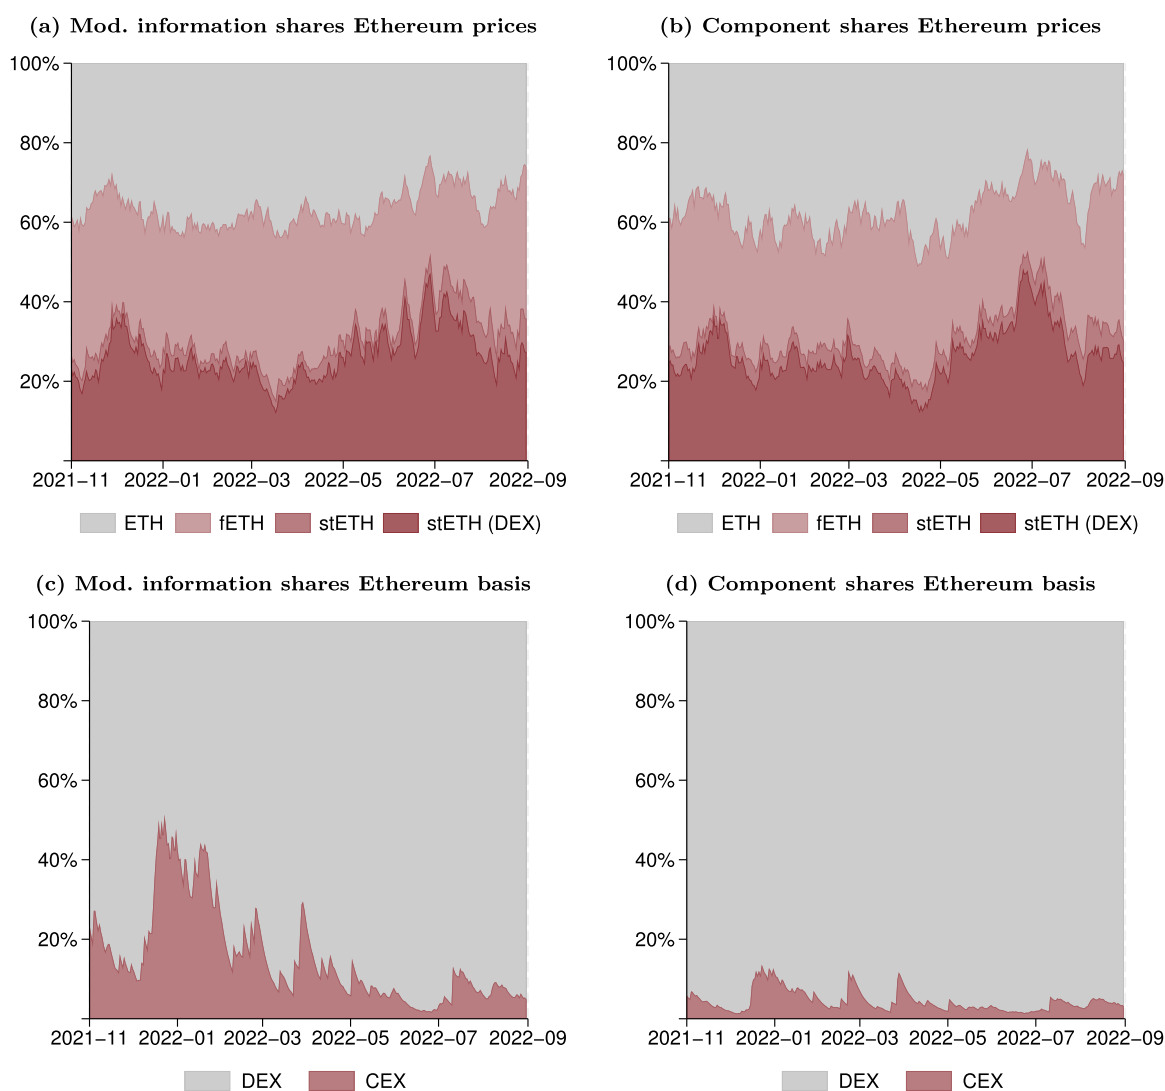 (a) Mod. information shares Ethereum prices
100%
80%
60%
40%
20%
2021−11 2022−01 2022−03 2022−05 2022−07 2022−09
ETH fETH stETH stETH (DEX)
(b) Component shares Ethereum prices
100%
80%
60%
40%
20%
2021−11 2022−01 2022−03 2022−05 2022−07 2022−09
ETH fETH stETH stETH (DEX)
(c) Mod. information shares Ethereum basis
100%
80%
60%
40%
20%
2021−11 2022−01 2022−03 2022−05 2022−07 2022−09
DEX CEX
(d) Component shares Ethereum basis
100%
80%
60%
40%
20%
2021−11 2022−01 2022−03 2022−05 2022−07 2022−09
DEX CEX